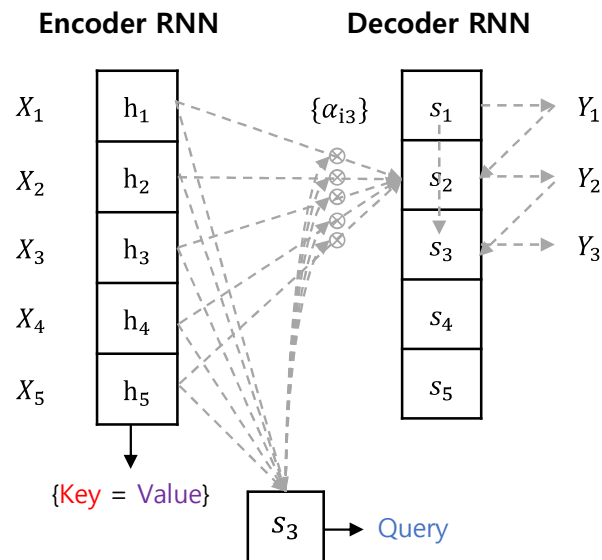 Encoder RNN Decoder RNN
X₁ h₁ {αᵢ₃} s₁ Y₁
X₂ h₂ s₂ Y₂
X₃ h₃ s₃ Y₃
X₄ h₄ s₄
X₅ h₅ s₅
{Key = Value}
s₃ Query